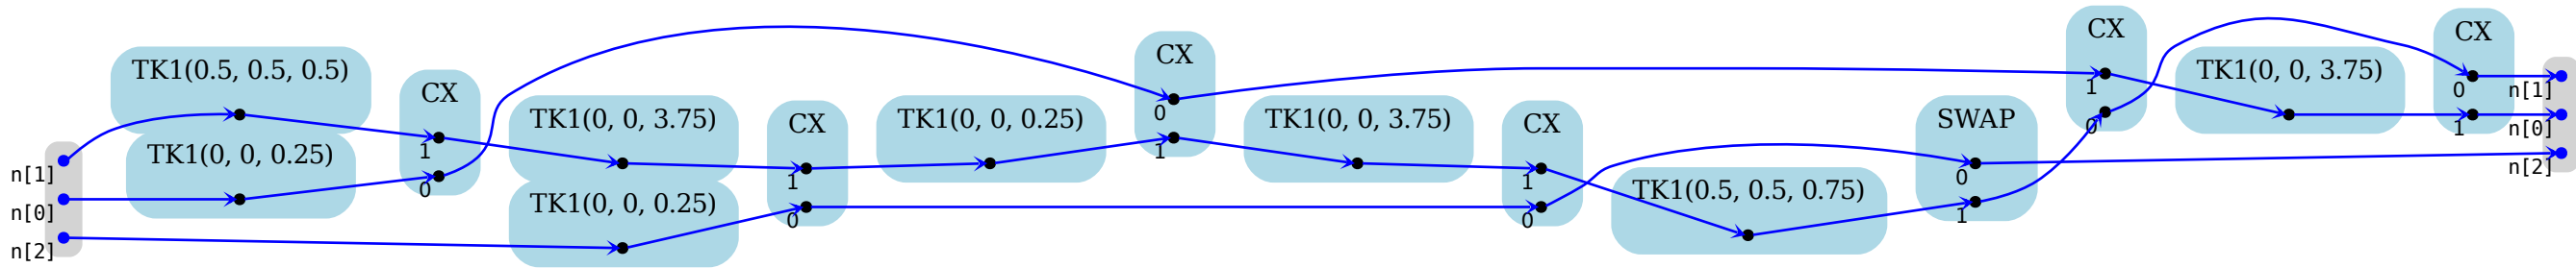 n[1]
n[0]
n[2]
TK1(0.5, 0.5, 0.5)
TK1(0, 0, 0.25)
CX
1
0
TK1(0, 0, 3.75)
TK1(0, 0, 0.25)
CX
1
0
TK1(0, 0, 0.25)
CX
0
1
TK1(0, 0, 3.75)
CX
1
0
TK1(0.5, 0.5, 0.75)
SWAP
0
1
CX
1
0
TK1(0, 0, 3.75)
CX
0
1
n[1]
n[0]
n[2]